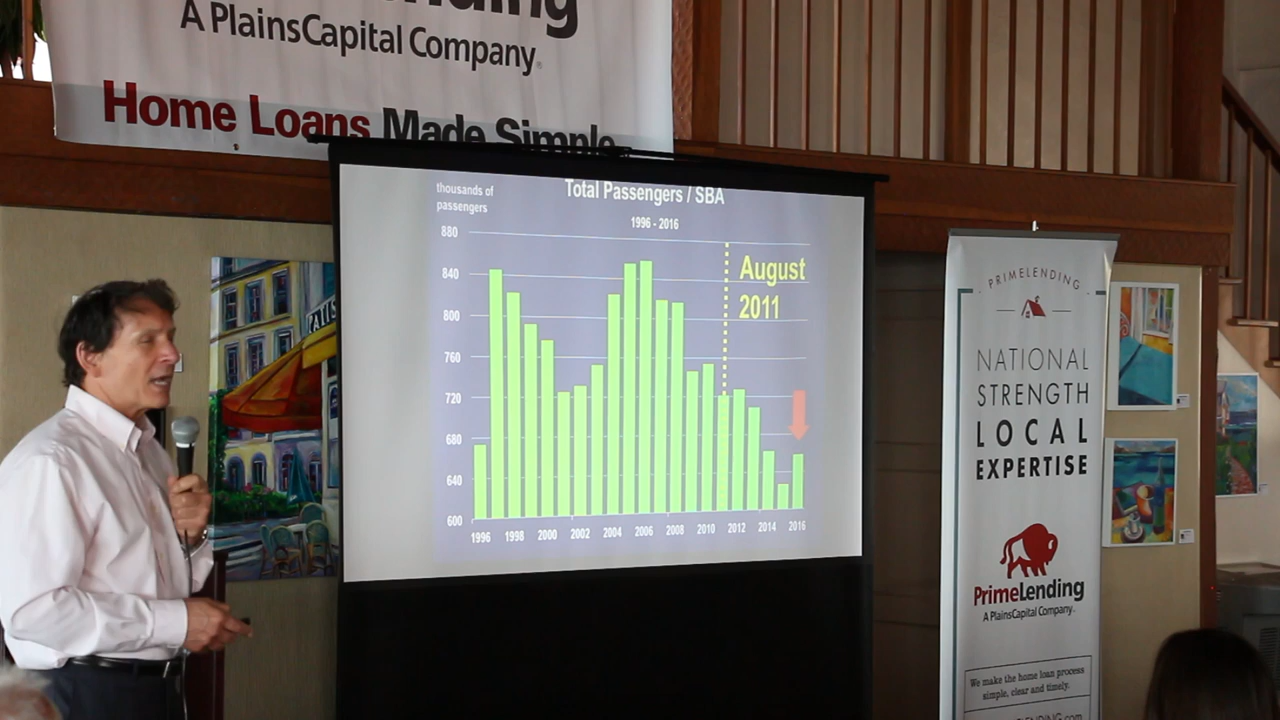 A PlainsCapital Company
Home Loans Made Simple
thousands of
passengers
Total Passengers / SBA
1996 - 2016
880
840
800
760
720
680
640
600
August
2011
1996 1998 2000 2002 2004 2006 2008 2010 2012 2014 2016
PRIMELENDING
NATIONAL
STRENGTH
LOCAL
EXPERTISE
PrimeLending
A PlainsCapital Company.
We make the home loan process
simple, clear and timely.